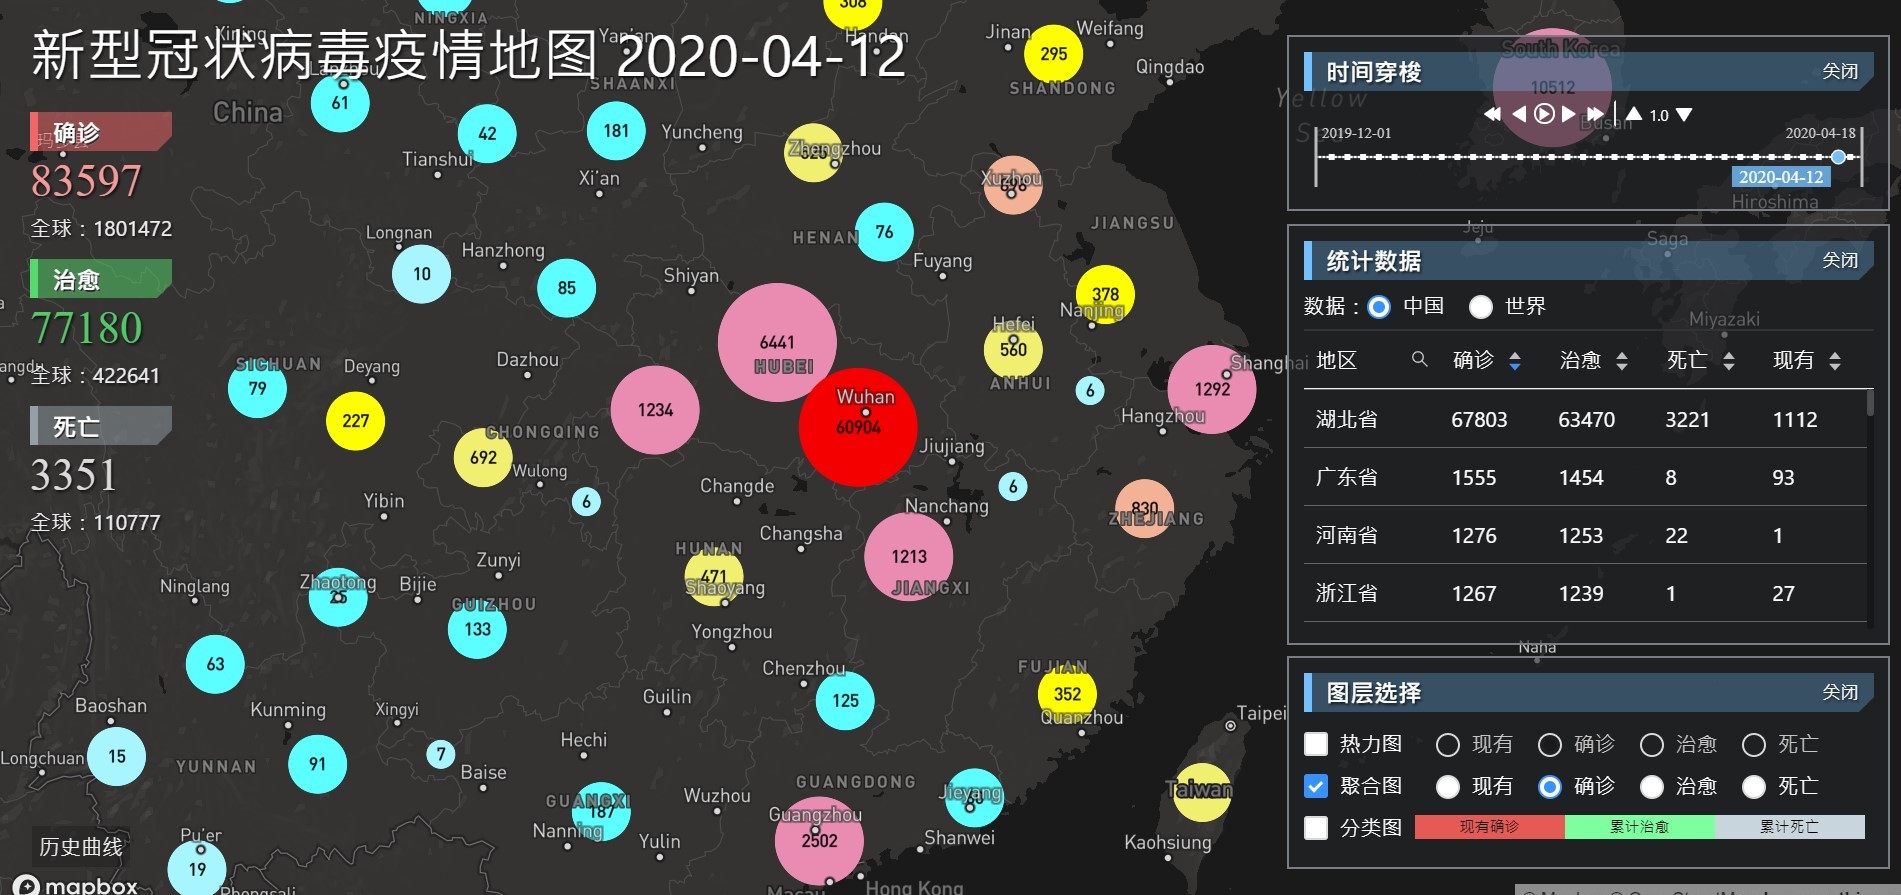 新型冠状病毒疫情地图 2020-04-12
确诊
83597
全球：1801472
治愈
77180
全球：422641
死亡
3351
全球：110777
历史曲线
mapbox
时间穿梭
关闭
1.0
2019-12-01
2020-04-18
2020-04-12
统计数据
关闭
数据：中国 世界
地区 确诊 治愈 死亡 现有
湖北省 67803 63470 3221 1112
广东省 1555 1454 8 93
河南省 1276 1253 22 1
浙江省 1267 1239 1 27
图层选择
关闭
热力图 现有 确诊 治愈 死亡
聚合图 现有 确诊 治愈 死亡
分类图 现有确诊 累计治愈 累计死亡
NINGXIA
308
Xining
Yan'an
Handan
Jinan
Weifang
295
Qingdao
SHANDONG
South Korea
10512
Yellow
Busan
Hiroshima
Lanzhou
61
China
SHAANXI
42
181
Yuncheng
Zhengzhou
Tianshui
Xi'an
Xuzhou
JIANGSU
Jeju
Saga
Longnan
Hanzhong
HENAN
76
10
85
Shiyan
Fuyang
378
Nanjing
Miyazaki
6441
HUBEI
Hefei
560
ANHUI
SICHUAN
79
Deyang
Dazhou
Shanghai
1292
6
227
1234
Wuhan
60904
Hangzhou
CHONGQING
692
Wulong
Jiujiang
6
6
Changde
Nanchang
830
ZHEJIANG
Yibin
Changsha
HUNAN
471
Shaoyang
1213
JIANGXI
Zunyi
Ninglang
Zhaotong
25
Bijie
GUIZHOU
133
Yongzhou
Naha
63
Chenzhou
125
FUJIAN
352
Quanzhou
Guilin
Baoshan
Kunming
Xingyi
Taipei
Longchuan
15
YUNNAN
91
7
Hechi
Baise
GUANGDONG
Jieyang
Taiwan
GUANGXI
187
Nanning
Wuzhou
Guangzhou
2502
Yulin
Shanwei
Kaohsiung
Pu'er
19
Phongsali
Macau
Hong Kong